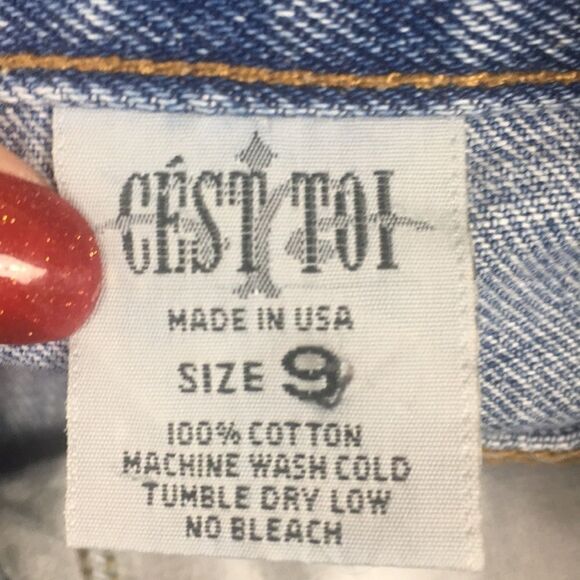 CÉST TOI
MADE IN USA
SIZE 9
100% COTTON
MACHINE WASH COLD
TUMBLE DRY LOW
NO BLEACH